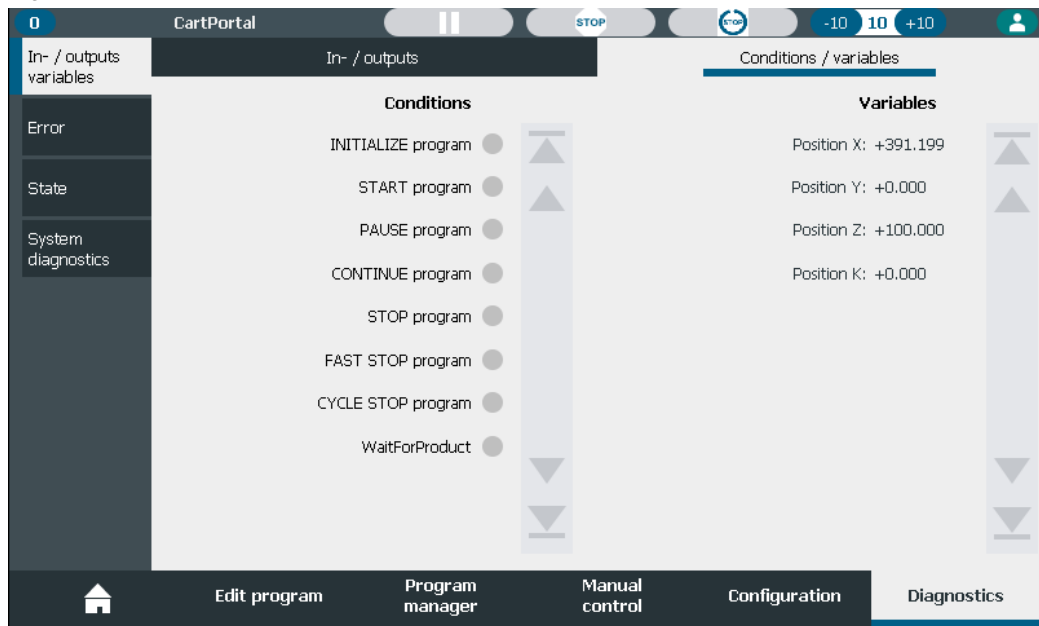 0 CartPortal STOP STOP -10 10 +10
In- / outputs
variables
In- / outputs
Conditions / variables
Error
State
System
diagnostics
Conditions
INITIALIZE program
START program
PAUSE program
CONTINUE program
STOP program
FAST STOP program
CYCLE STOP program
WaitForProduct
Variables
Position X: +391.199
Position Y: +0.000
Position Z: +100.000
Position K: +0.000
Edit program
Program
manager
Manual
control
Configuration
Diagnostics